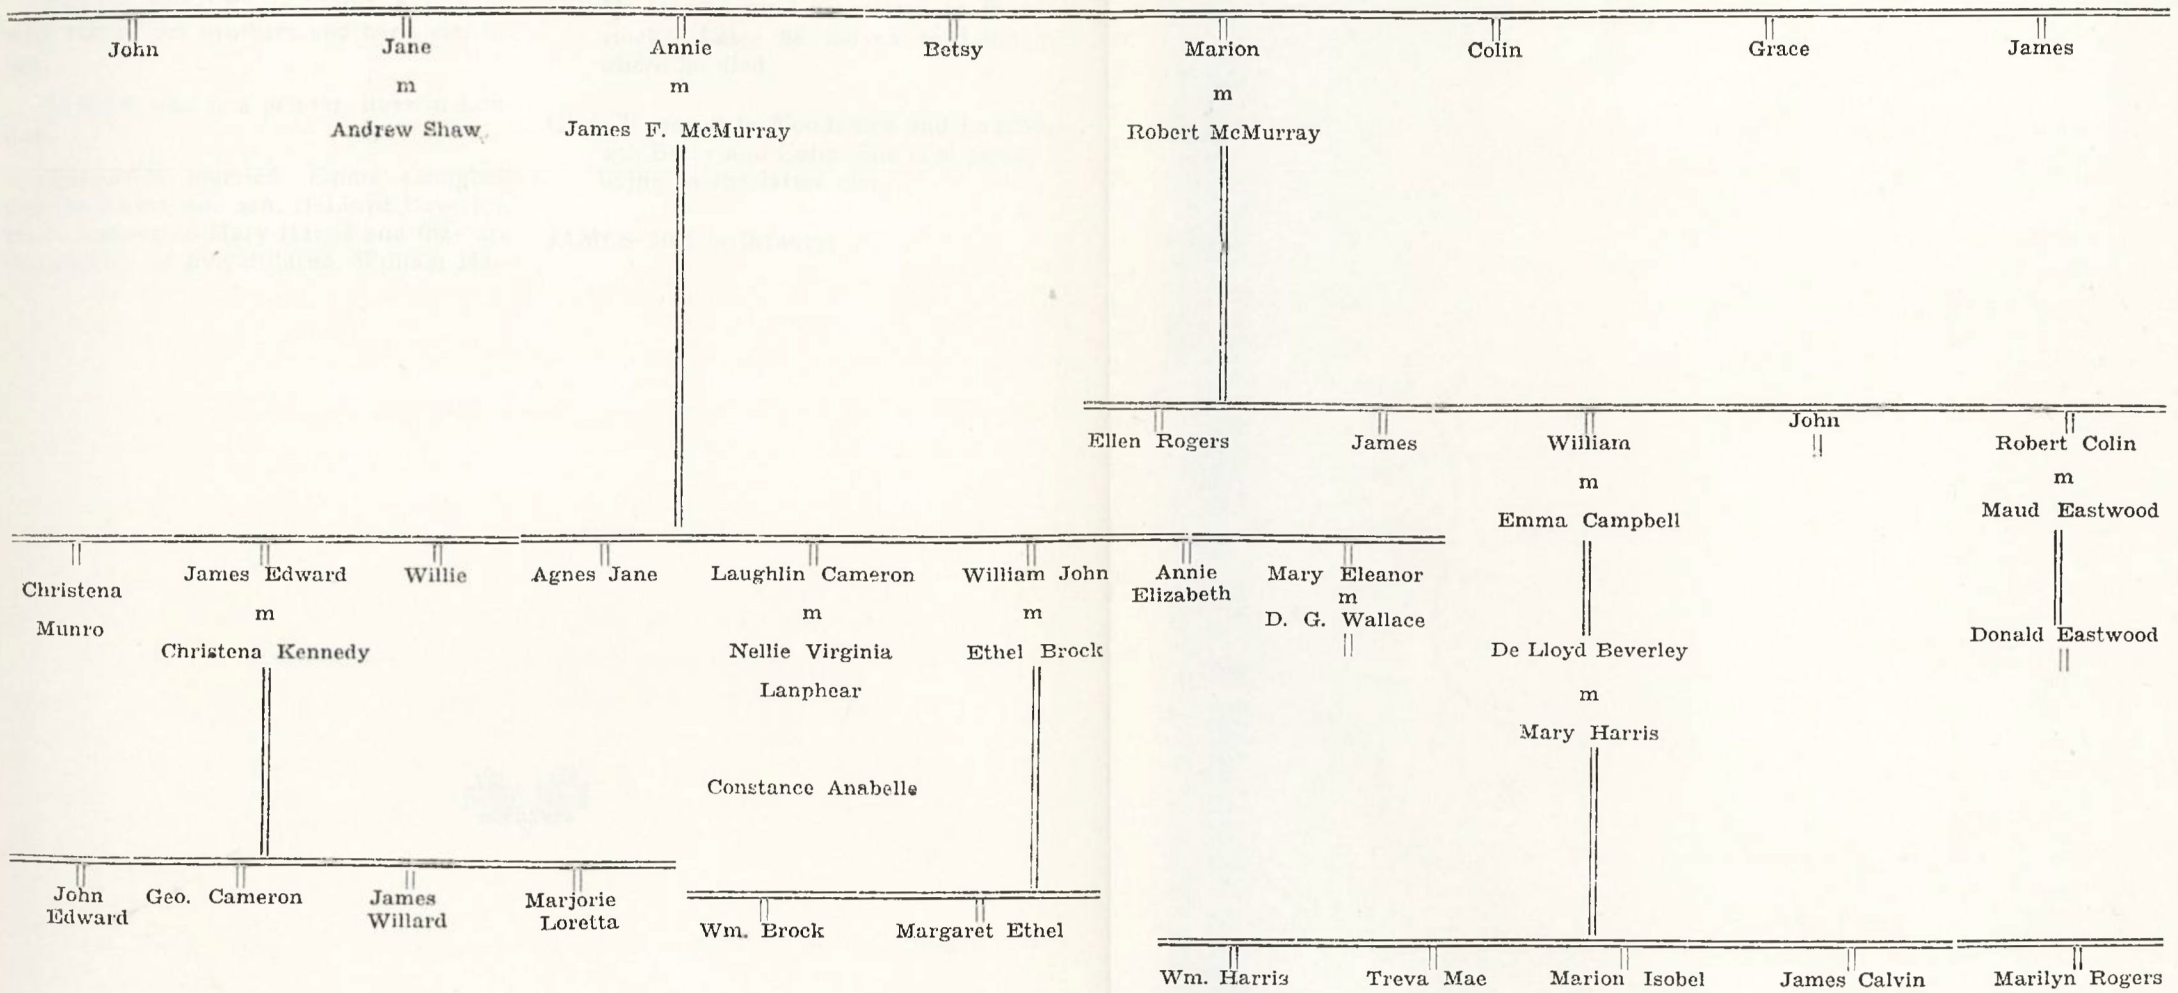 John Jane Annie Betsy Marion Colin Grace James
m m m
Andrew Shaw James F. McMurray Robert McMurray
John
Ellen Rogers James William Robert Colin
m m
Emma Campbell Maud Eastwood
Christena James Edward Willie Agnes Jane Laughlin Cameron William John Annie Mary Eleanor
Elizabeth m
Munro m m m D. G. Wallace Donald Eastwood
Christena Kennedy Nellie Virginia Ethel Brock De Lloyd Beverley
Lanphear m
Mary Harris
Constance Anabelle
John Geo. Cameron James Marjorie
Edward Willard Loretta
Wm. Brock Margaret Ethel
Wm. Harris Treva Mae Marion Isobel James Calvin Marilyn Rogers